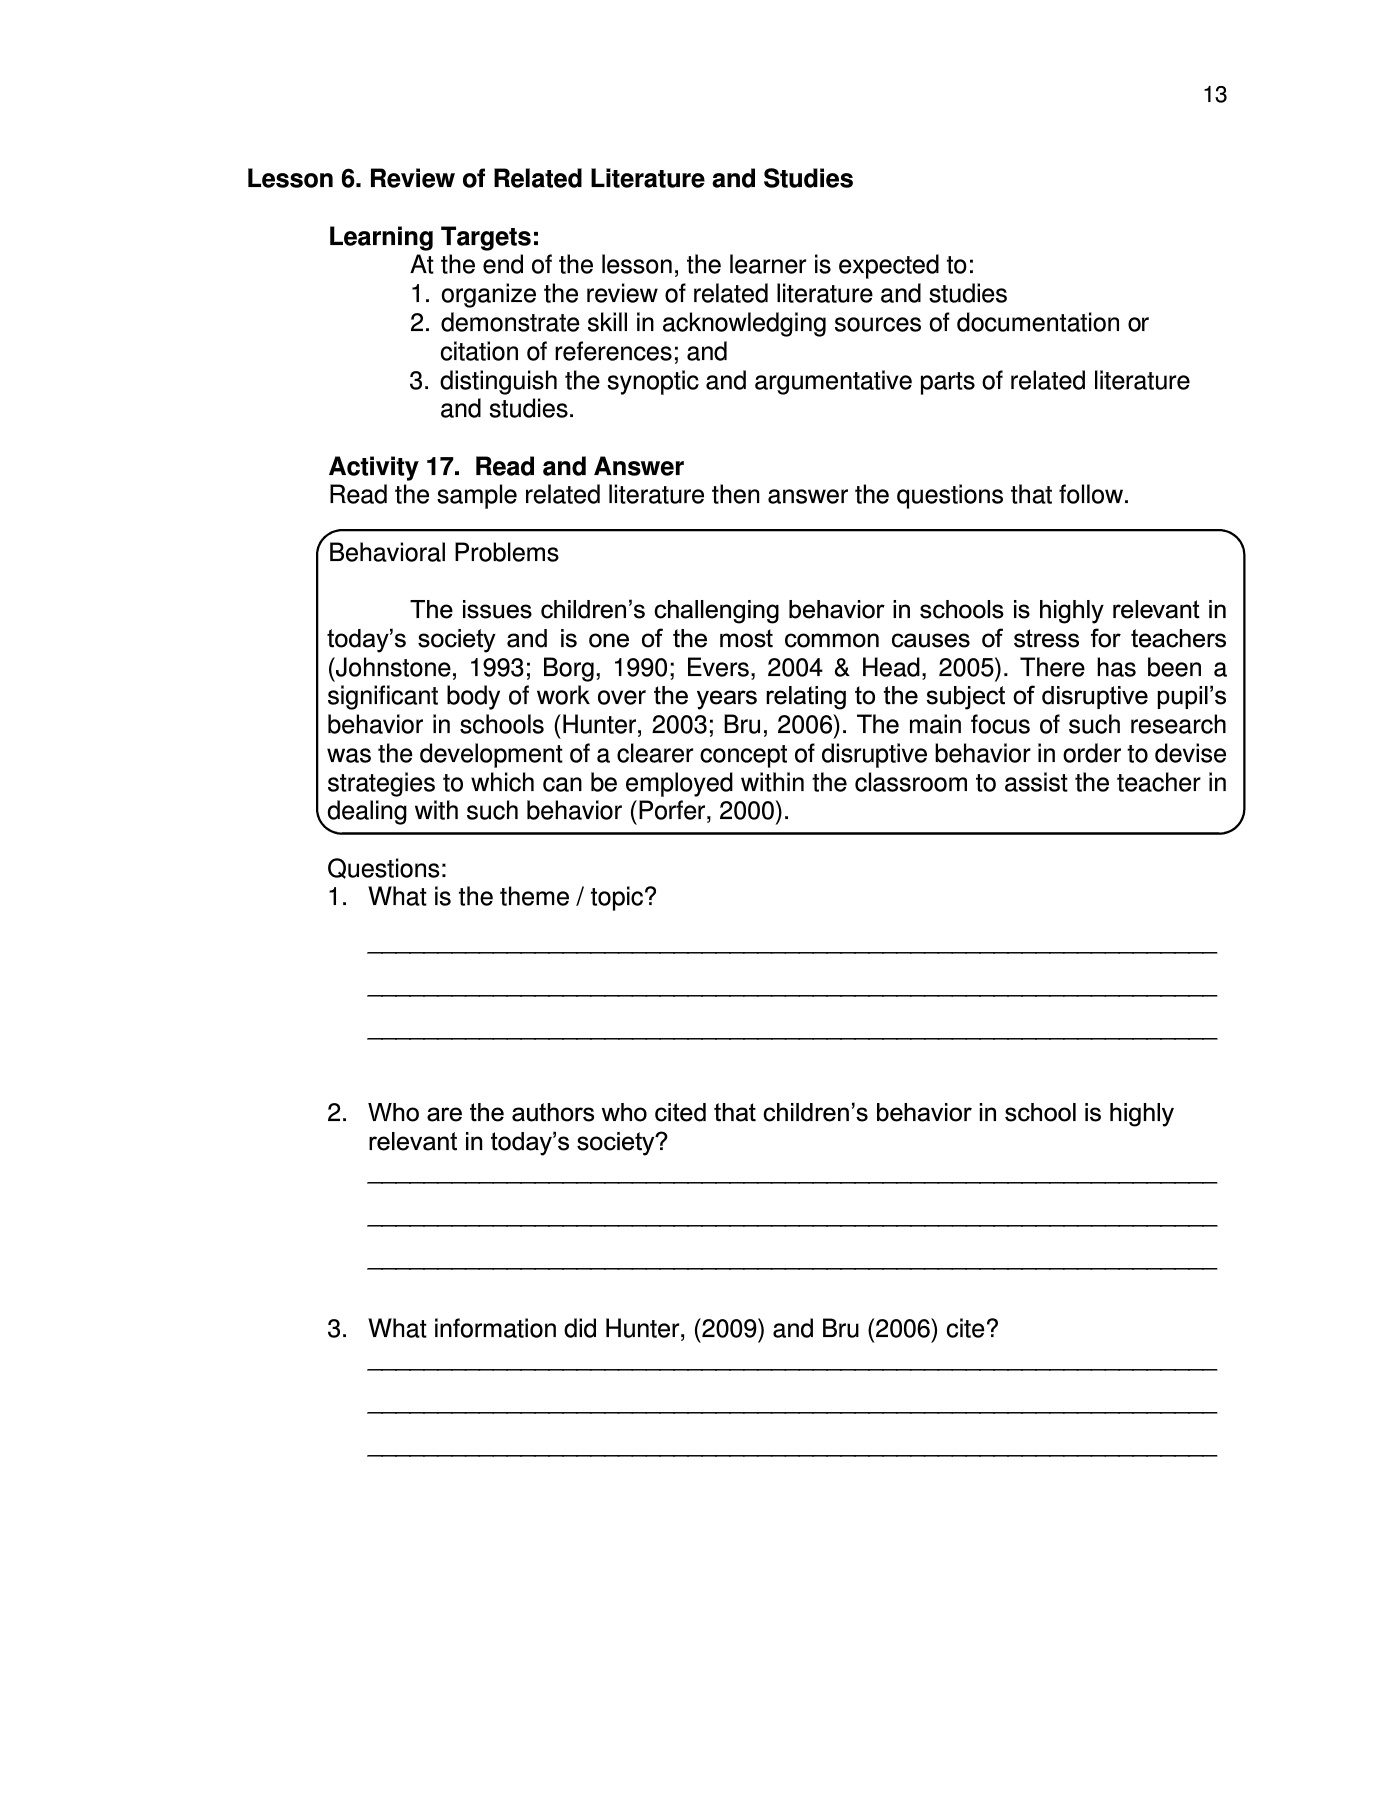 13
Lesson 6. Review of Related Literature and Studies
Learning Targets:
At the end of the lesson, the learner is expected to:
1. organize the review of related literature and studies
2. demonstrate skill in acknowledging sources of documentation or
citation of references; and
3. distinguish the synoptic and argumentative parts of related literature
and studies.
Activity 17.  Read and Answer
Read the sample related literature then answer the questions that follow.
Behavioral Problems
The issues children’s challenging behavior in schools is highly relevant in
today’s society and is one of the most common causes of stress for teachers
(Johnstone, 1993; Borg, 1990; Evers, 2004 & Head, 2005). There has been a
significant body of work over the years relating to the subject of disruptive pupil’s
behavior in schools (Hunter, 2003; Bru, 2006). The main focus of such research
was the development of a clearer concept of disruptive behavior in order to devise
strategies to which can be employed within the classroom to assist the teacher in
dealing with such behavior (Porfer, 2000).
Questions:
1. What is the theme / topic?
2. Who are the authors who cited that children’s behavior in school is highly
relevant in today’s society?
3. What information did Hunter, (2009) and Bru (2006) cite?